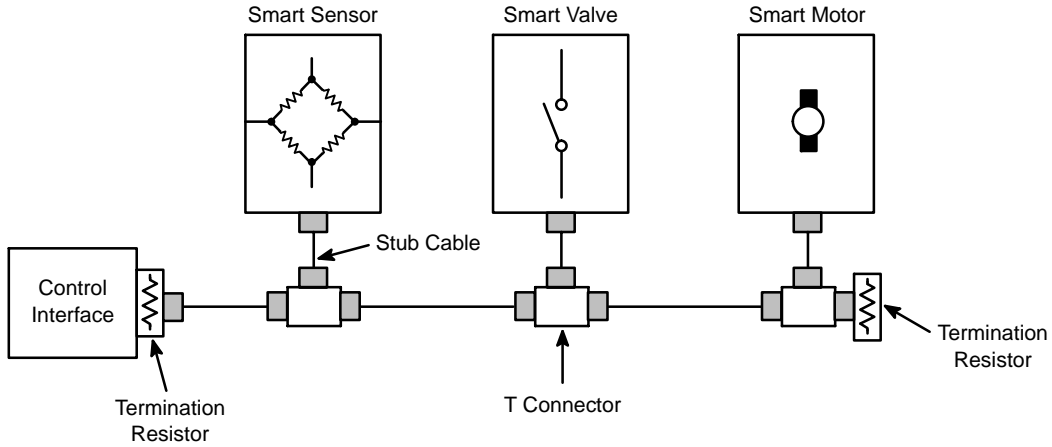 Smart Sensor
Smart Valve
Smart Motor
Stub Cable
Control
Interface
Termination
Resistor
T Connector
Termination
Resistor